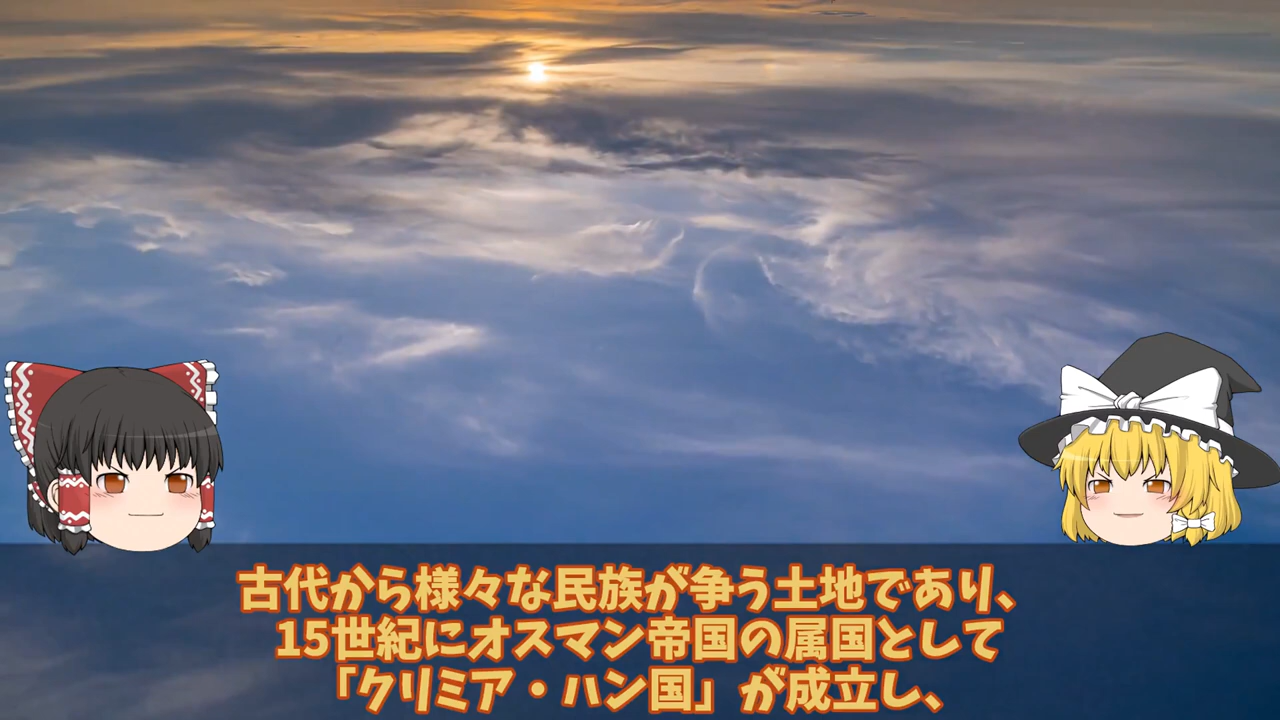 古代から様々な民族が争う土地であり、
15世紀にオスマン帝国の属国として
「クリミア・ハン国」が成立し、